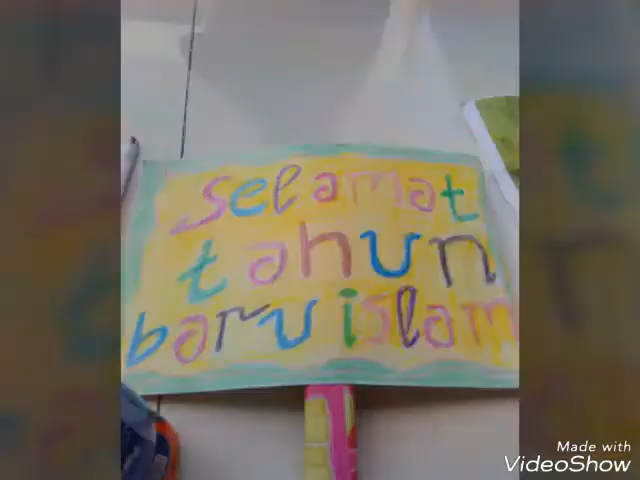 Selamat
tahun
baru islam
Made with
VideoShow